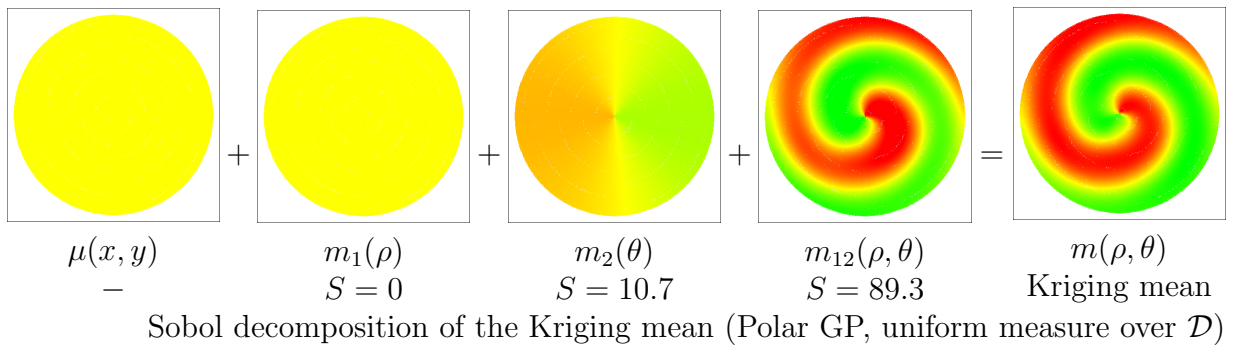 + + + =
μ(x, y) m₁(ρ) m₂(θ) m₁₂(ρ, θ) m(ρ, θ)
− S = 0 S = 10.7 S = 89.3 Kriging mean
Sobol decomposition of the Kriging mean (Polar GP, uniform measure over 𝒟)